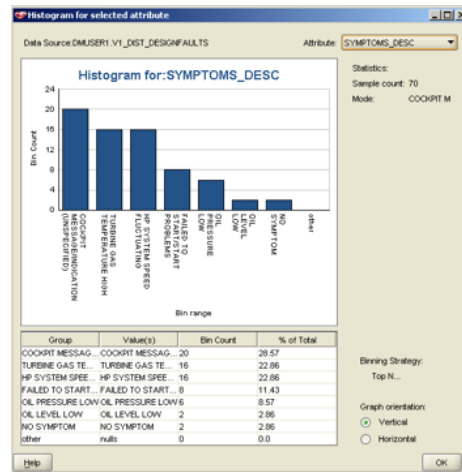 Histogram for selected attribute
Data Source:DMUSER1.V1_DIST_DESIGNFAULTS
Attribute:
SYMPTOMS_DESC
Histogram for:SYMPTOMS_DESC
Statistics:
Sample count: 70
Mode: COCKPIT M
Bin Count
24
20
16
12
8
4
0
COCKPIT
MESSAGE/INDICATION
(UNSPECIFIED)
TURBINE GAS
TEMPERATURE HIGH
HP SYSTEM SPEED
FLUCTUATING
FAILED TO
START/START
PROBLEMS
OIL
PRESSURE
LOW
OIL
LEVEL
LOW
NO
SYMPTOM
other
Bin range
Group Value(s) Bin Count % of Total
COCKPIT MESSAG... COCKPIT MESSAG... 20 28.57
TURBINE GAS TE... TURBINE GAS TE... 16 22.86
HP SYSTEM SPEE... HP SYSTEM SPEE... 16 22.86
FAILED TO START... FAILED TO START... 8 11.43
OIL PRESSURE LOW OIL PRESSURE LOW 6 8.57
OIL LEVEL LOW OIL LEVEL LOW 2 2.86
NO SYMPTOM NO SYMPTOM 2 2.86
other nulls 0 0.0
Binning Strategy:
Top N...
Graph orientation:
Vertical
Horizontal
Help
OK